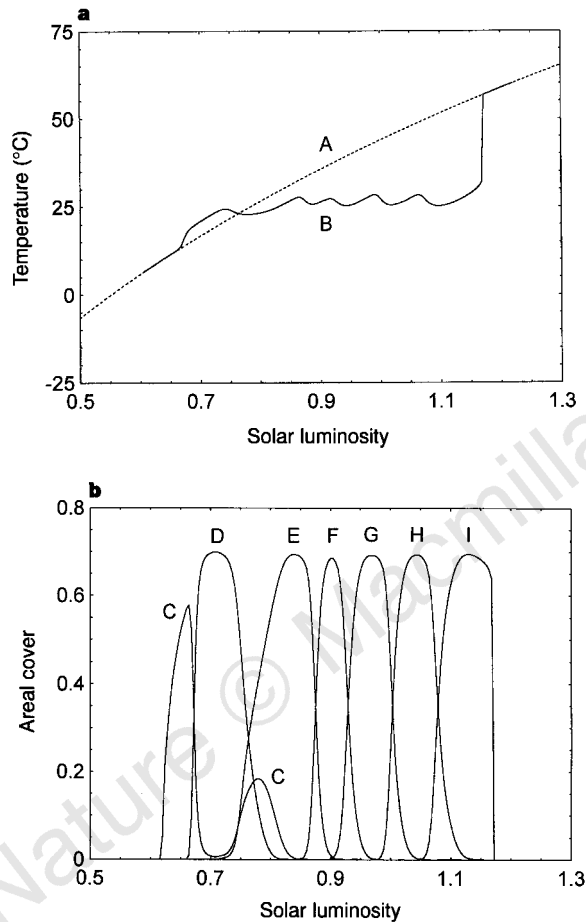 a
75
50
25
0
-25
Temperature (°C)
A
B
0.5 0.7 0.9 1.1 1.3
Solar luminosity
b
0.8
0.6
0.4
0.2
0
Areal cover
D E F G H I
C
C
0.5 0.7 0.9 1.1 1.3
Solar luminosity
Nature © Macmilla